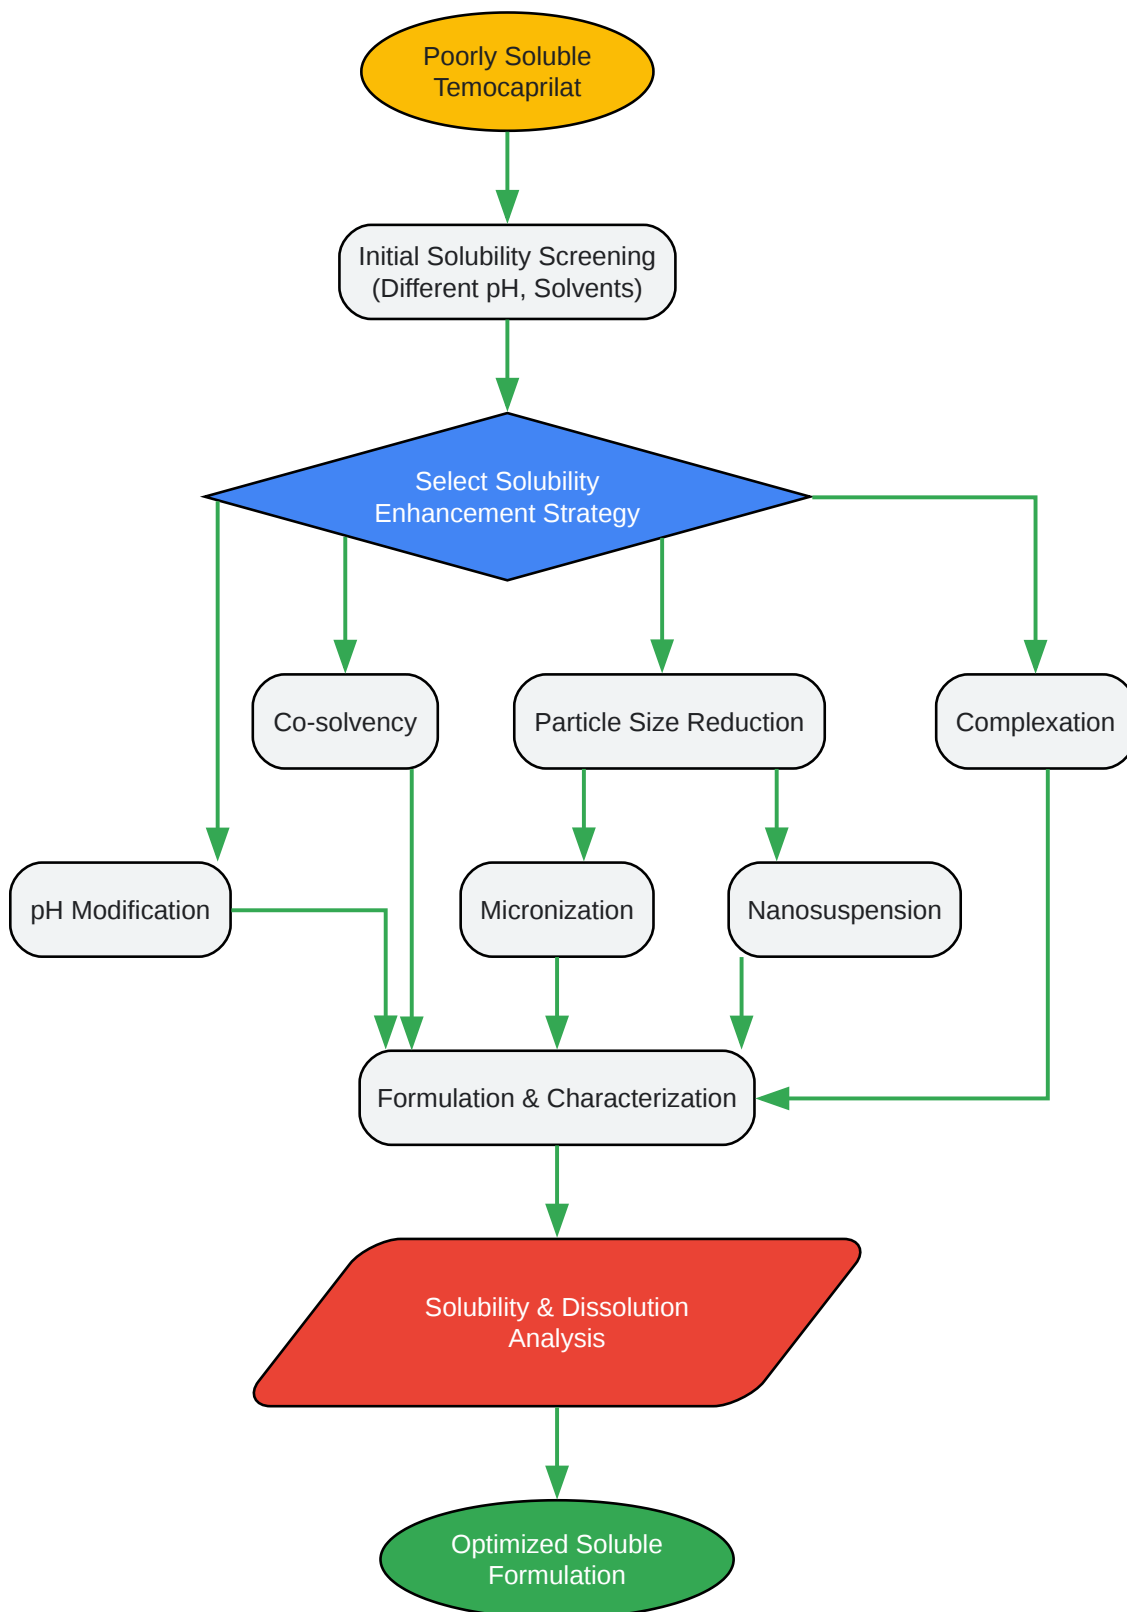 Poorly Soluble
Temocaprilat
Initial Solubility Screening
(Different pH, Solvents)
Select Solubility
Enhancement Strategy
Co-solvency
Particle Size Reduction
Complexation
pH Modification
Micronization
Nanosuspension
Formulation & Characterization
Solubility & Dissolution
Analysis
Optimized Soluble
Formulation